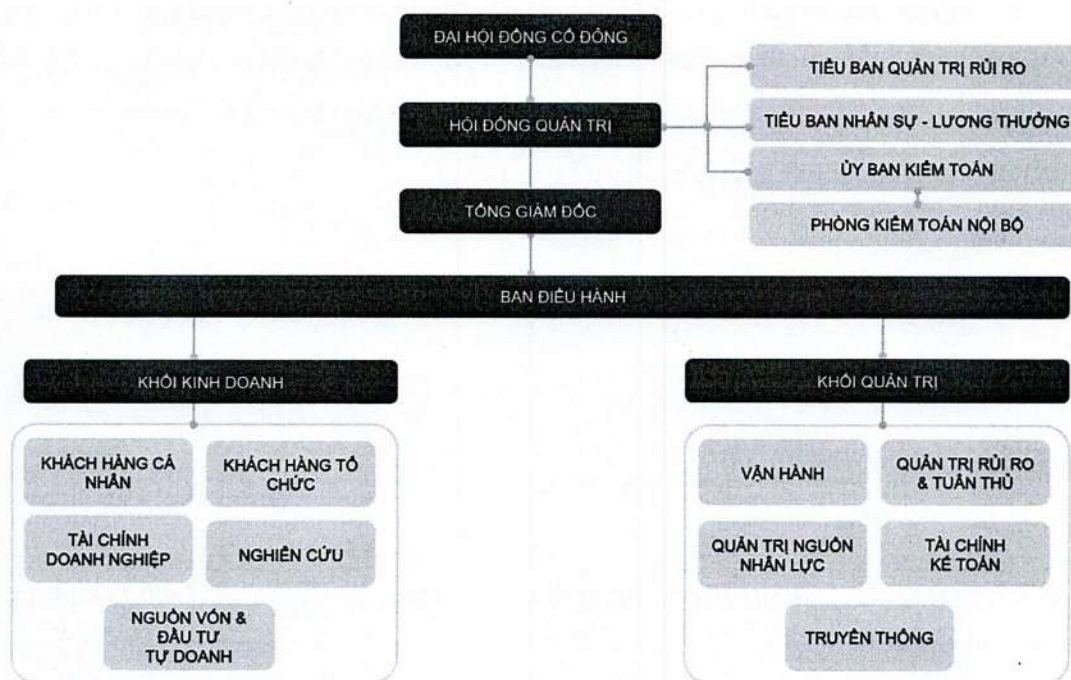 ĐẠI HỘI ĐỒNG CỔ ĐÔNG
TIỂU BAN QUẢN TRỊ RỦI RO
HỘI ĐỒNG QUẢN TRỊ
TIỂU BAN NHÂN SỰ - LƯƠNG THƯỞNG
ỦY BAN KIỂM TOÁN
TỔNG GIÁM ĐỐC
PHÒNG KIỂM TOÁN NỘI BỘ
BAN ĐIỀU HÀNH
KHỐI KINH DOANH
KHÁCH HÀNG CÁ
NHÂN
KHÁCH HÀNG TỔ
CHỨC
TÀI CHÍNH
DOANH NGHIỆP
NGHIÊN CỨU
NGUỒN VỐN &
ĐẦU TƯ
TỰ DOANH
KHỐI QUẢN TRỊ
VẬN HÀNH
QUẢN TRỊ RỦI RO
& TUÂN THỦ
QUẢN TRỊ NGUỒN
NHÂN LỰC
TÀI CHÍNH
KẾ TOÁN
TRUYỀN THÔNG